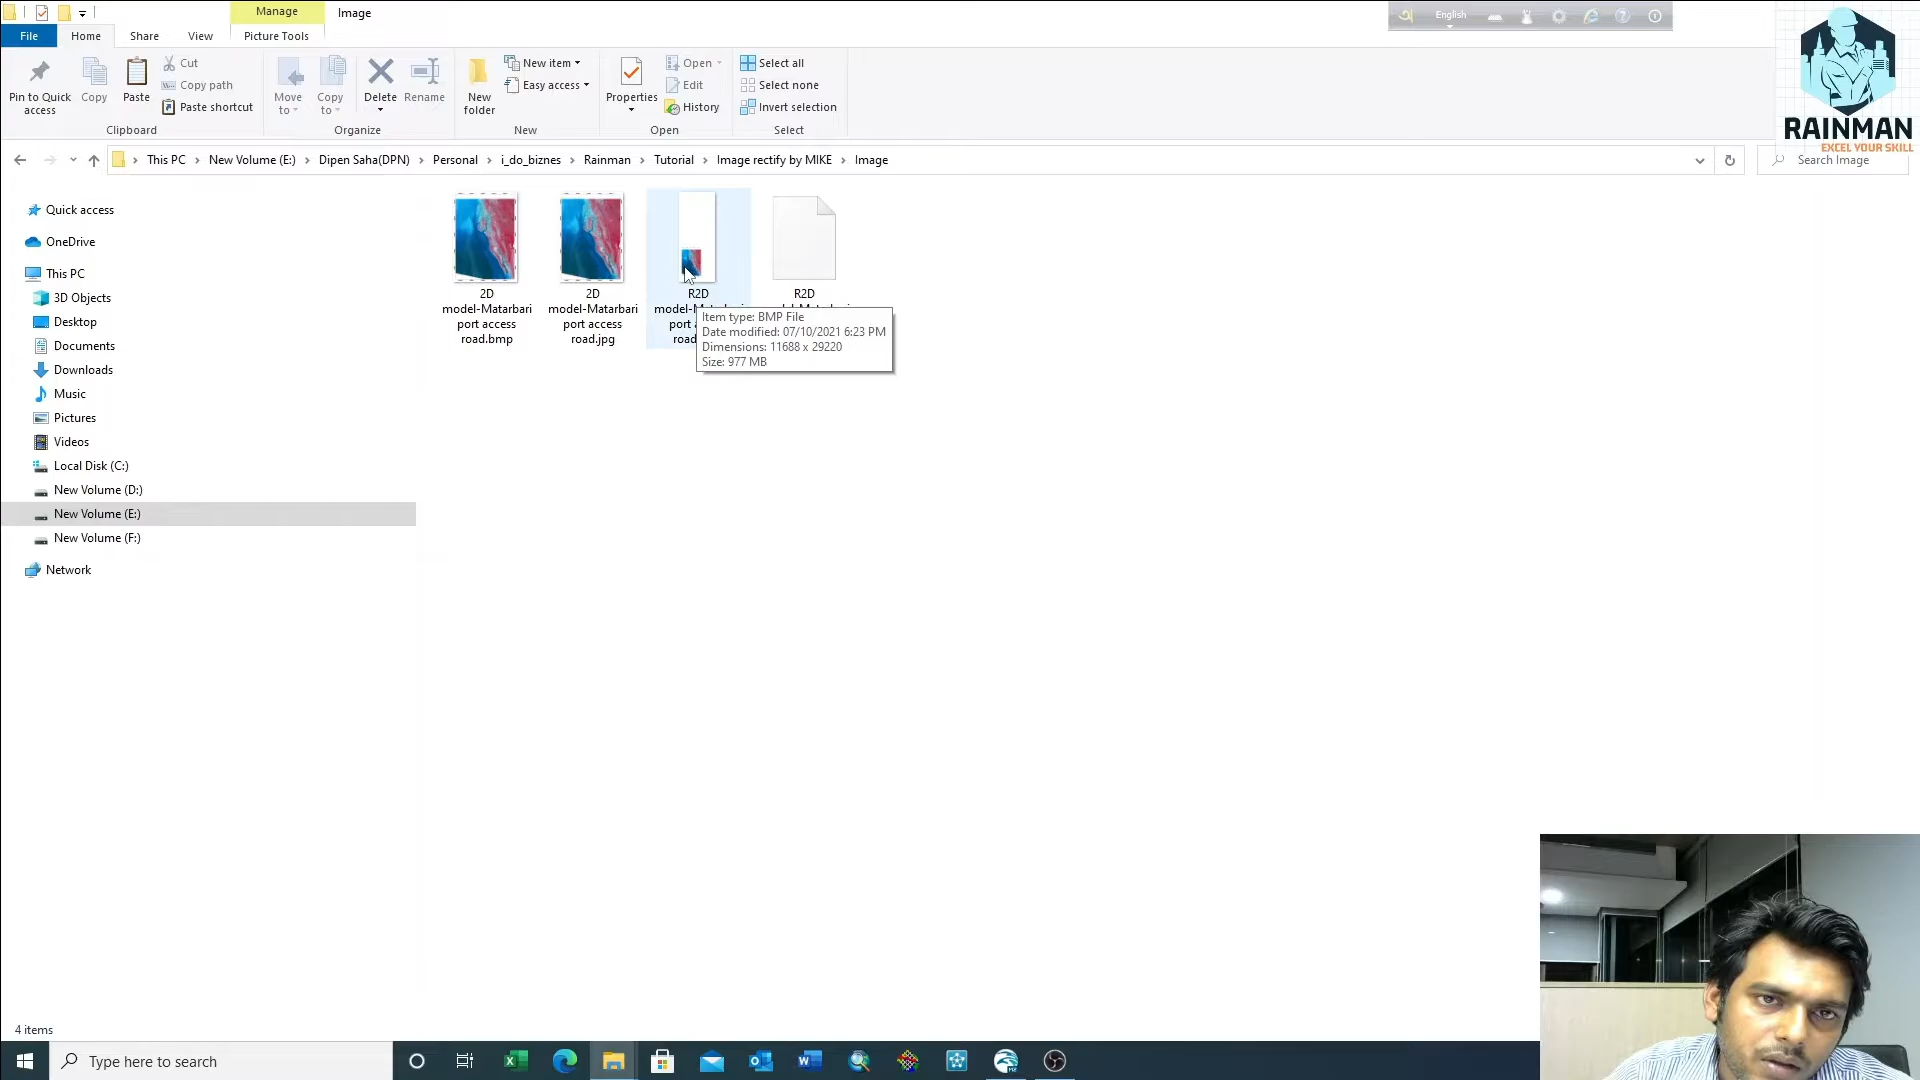 Manage
Image
English
File
Home
Share
View
Picture Tools
Pin to Quick access
Copy
Paste
Cut
Copy path
Paste shortcut
Clipboard
Move to
Copy to
Delete
Rename
Organize
New folder
New item
Easy access
New
Properties
Open
Edit
History
Open
Select all
Select none
Invert selection
Select
RAINMAN
EXCEL YOUR SKILL
This PC > New Volume (E:) > Dipen Saha(DPN) > Personal > i_do_biznes > Rainman > Tutorial > Image rectify by MIKE > Image
Search Image
Quick access
OneDrive
This PC
3D Objects
Desktop
Documents
Downloads
Music
Pictures
Videos
Local Disk (C:)
New Volume (D:)
New Volume (E:)
New Volume (F:)
Network
2D
model-Matarbari
port access
road.bmp
2D
model-Matarbari
port access
road.jpg
R2D
port
road
R2D
Item type: BMP File
Date modified: 07/10/2021 6:23 PM
Dimensions: 11688 x 29220
Size: 977 MB
4 items
Type here to search